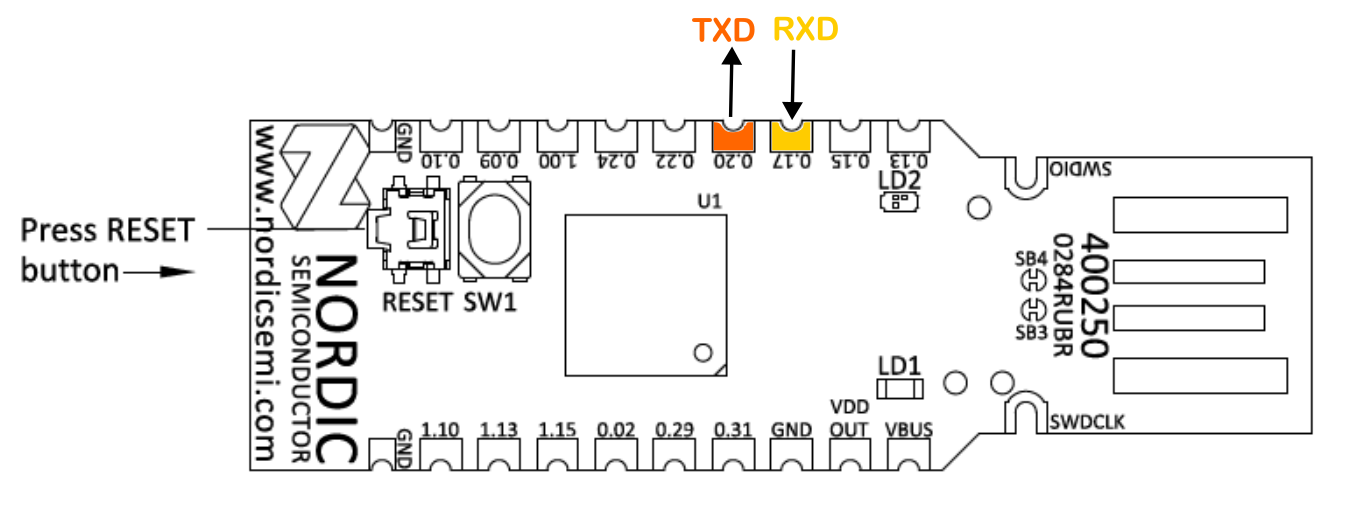 TXD RXD
GND 0.10 0.09 1.00 0.24 0.22 0.20 0.17 0.15 0.13
SWDIO
LD2
U1
Press RESET
button
RESET SW1
www.nordicsemi.com
SEMICONDUCTOR
NORDIC
SB4
SB3
0284RUBR
400250
LD1
GND 1.10 1.13 1.15 0.02 0.29 0.31 GND VDD OUT VBUS
SWDCLK